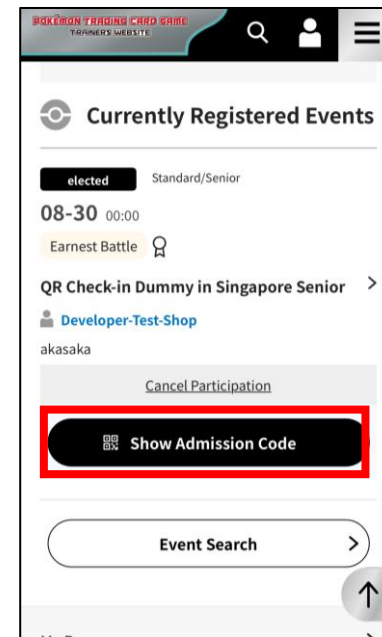 POKÉMON TRADING CARD GAME
TRAINERS WEBSITE
Currently Registered Events
elected
Standard/Senior
08-30 00:00
Earnest Battle
QR Check-in Dummy in Singapore Senior
Developer-Test-Shop
akasaka
Cancel Participation
Show Admission Code
Event Search